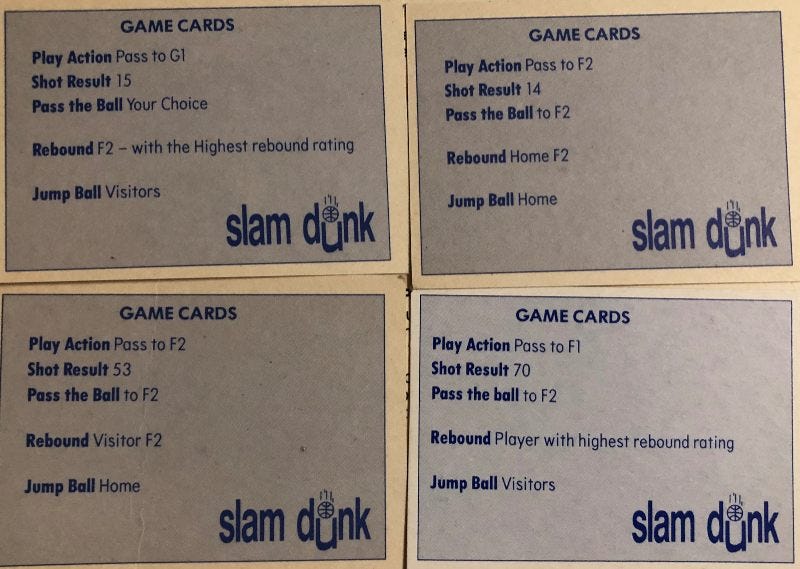 GAME CARDS
Play Action Pass to G1
Shot Result 15
Pass the Ball Your Choice
Rebound F2 – with the Highest rebound rating
Jump Ball Visitors
slam dunk
GAME CARDS
Play Action Pass to F2
Shot Result 14
Pass the Ball to F2
Rebound Home F2
Jump Ball Home
slam dunk
GAME CARDS
Play Action Pass to F2
Shot Result 53
Pass the Ball to F2
Rebound Visitor F2
Jump Ball Home
slam dunk
GAME CARDS
Play Action Pass to F1
Shot Result 70
Pass the ball to F2
Rebound Player with highest rebound rating
Jump Ball Visitors
slam dunk